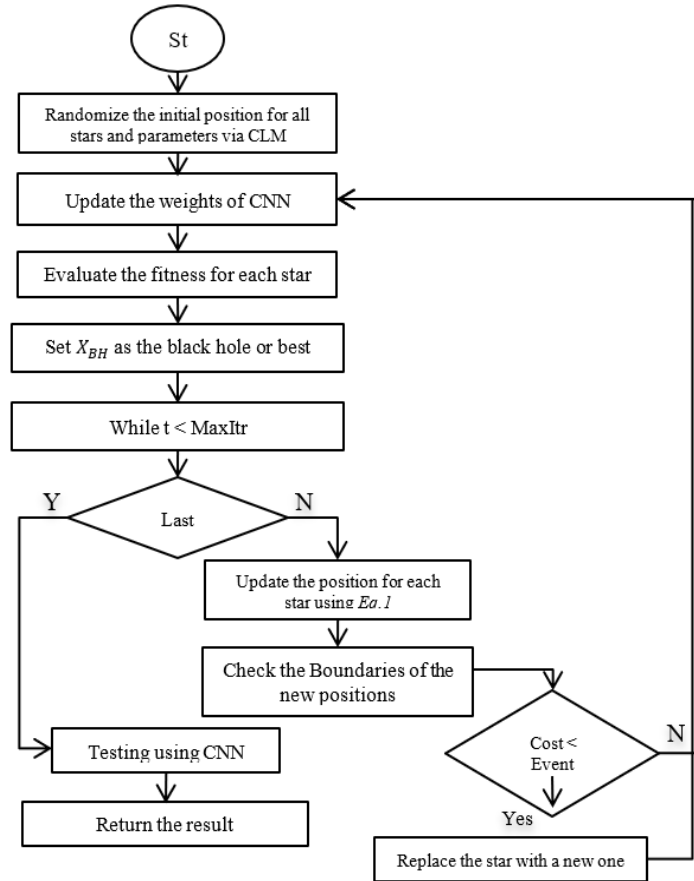 St
Randomize the initial position for all
stars and parameters via CLM
Update the weights of CNN
Evaluate the fitness for each star
Set X_BH as the black hole or best
While t < MaxItr
Y
N
Last
Update the position for each
star using Ea.1
Check the Boundaries of the
new positions
Cost <
Event
N
Yes
Testing using CNN
Return the result
Replace the star with a new one